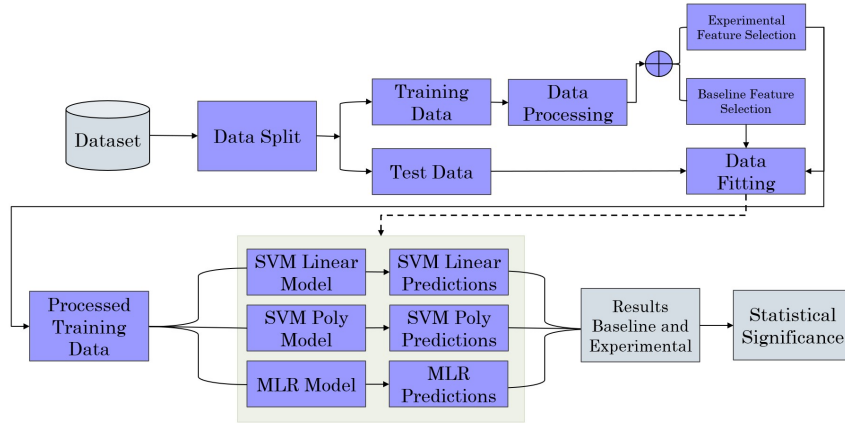 Experimental
Feature Selection
Training
Data
Data
Processing
Baseline Feature
Selection
Dataset
Data Split
Test Data
Data
Fitting
SVM Linear
Model
SVM Linear
Predictions
Processed
Training
Data
SVM Poly
Model
SVM Poly
Predictions
MLR Model
MLR
Predictions
Results
Baseline and
Experimental
Statistical
Significance